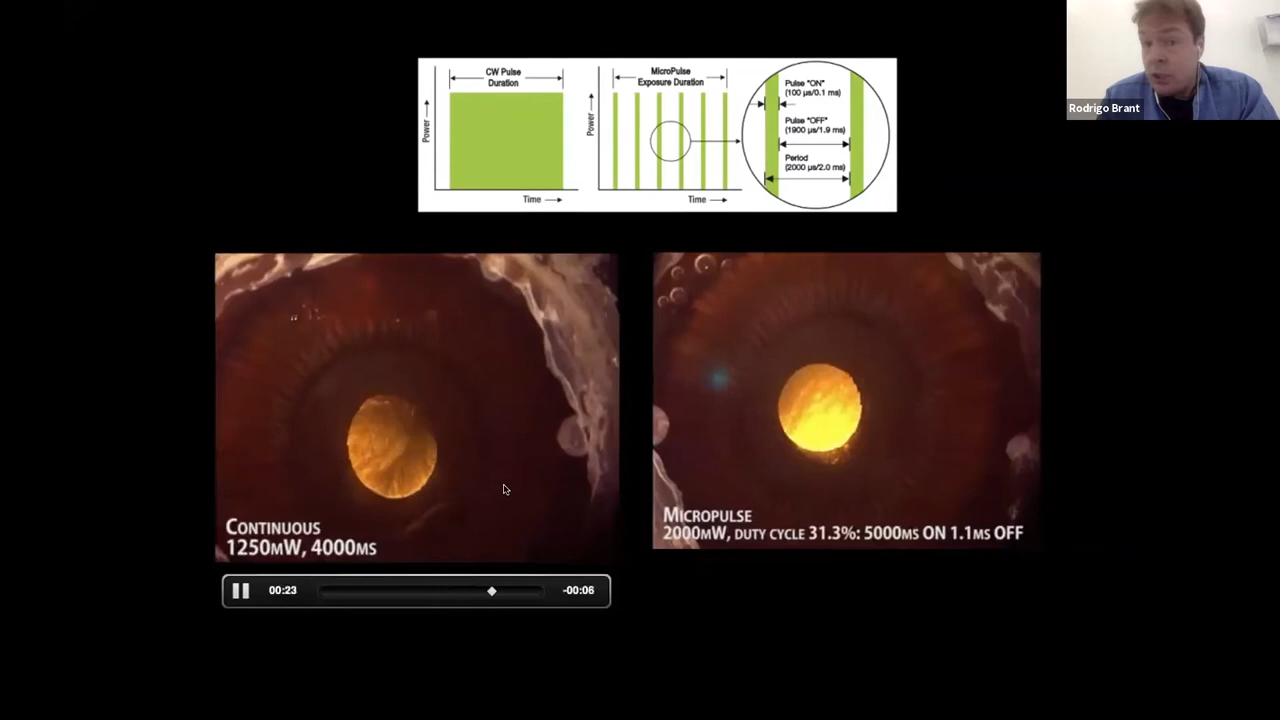 CW Pulse
Duration
Power
Time
MicroPulse
Exposure Duration
Power
Time
Pulse "ON"
(100 µs/0.1 ms)
Pulse "OFF"
(1900 µs/1.9 ms)
Period
(2000 µs/2.0 ms)
Rodrigo Brant
CONTINUOUS
1250MW, 4000MS
MICROPULSE
2000MW, DUTY CYCLE 31.3%: 5000MS ON 1.1MS OFF
00:23
-00:06